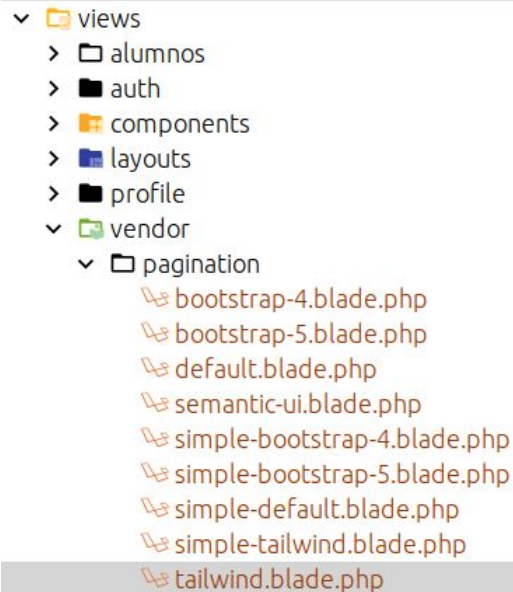 views
alumnos
auth
components
layouts
profile
vendor
pagination
bootstrap-4.blade.php
bootstrap-5.blade.php
default.blade.php
semantic-ui.blade.php
simple-bootstrap-4.blade.php
simple-bootstrap-5.blade.php
simple-default.blade.php
simple-tailwind.blade.php
tailwind.blade.php